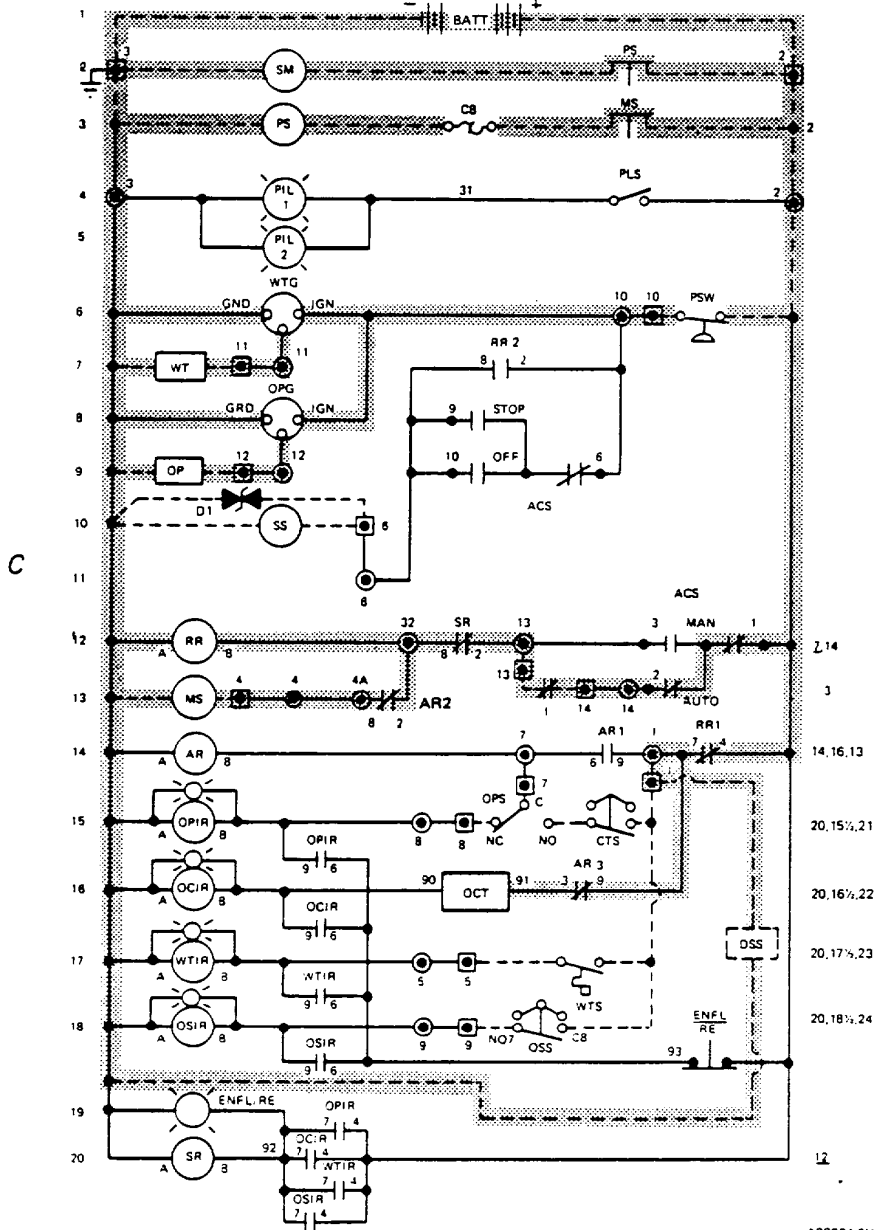 1 − BATT +
3 PS 2
2 SM
3 PS CB MS 2
3 PIL 1 31 PLS 2
4
5 PIL 2
WTG
6 GND IGN 10 10 PSW
RR 2
7 WT 11 11 8 2
OPG
8 GRD IGN 9 STOP
9 OP 12 12 10 OFF 6
D1 ACS
10 SS 6
C
11 6
ACS
32 SR 13 3 MAN 1
12 A RR B 8 2 7,14
13 2
13 MS 4 4 4A AR2 1 14 14 AUTO 3
8 2
7 AR1 RR1
14 A AR B 6 9 7 4 14,16,13
7
OPS C
15 A OPIR B 8 8 NC NO CTS 20,15½,21
OPIR
9 6 AR 3
16 A OCIR B 90 OCT 91 3 9 20,16½,22
OCIR
9 6 OSS
17 A WTIR B 5 5 WTS 20,17½,23
WTIR
9 6
18 A OSIR B 9 9 NO7 OSS C8 ENFL/RE 20,18½,24
OSIR
9 6 93
ENFL/RE OPIR
19 7 4
OCIR
20 A SR B 92 7 4 12
WTIR
7 4
OSIR
7 4